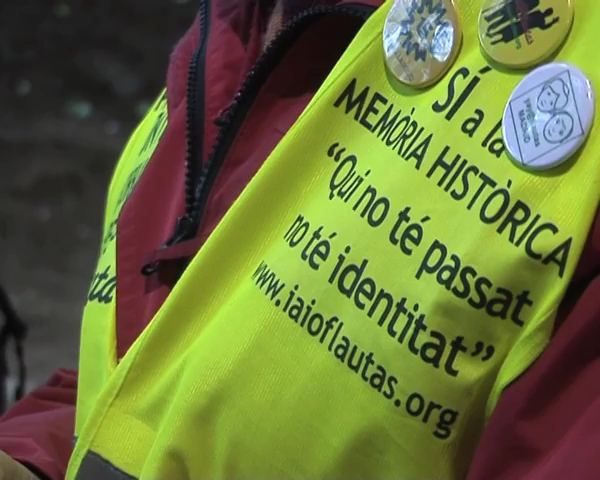 SÍ a la
MEMÒRIA HISTÒRICA
“Qui no té passat
no té identitat”
www.iaioflautas.org